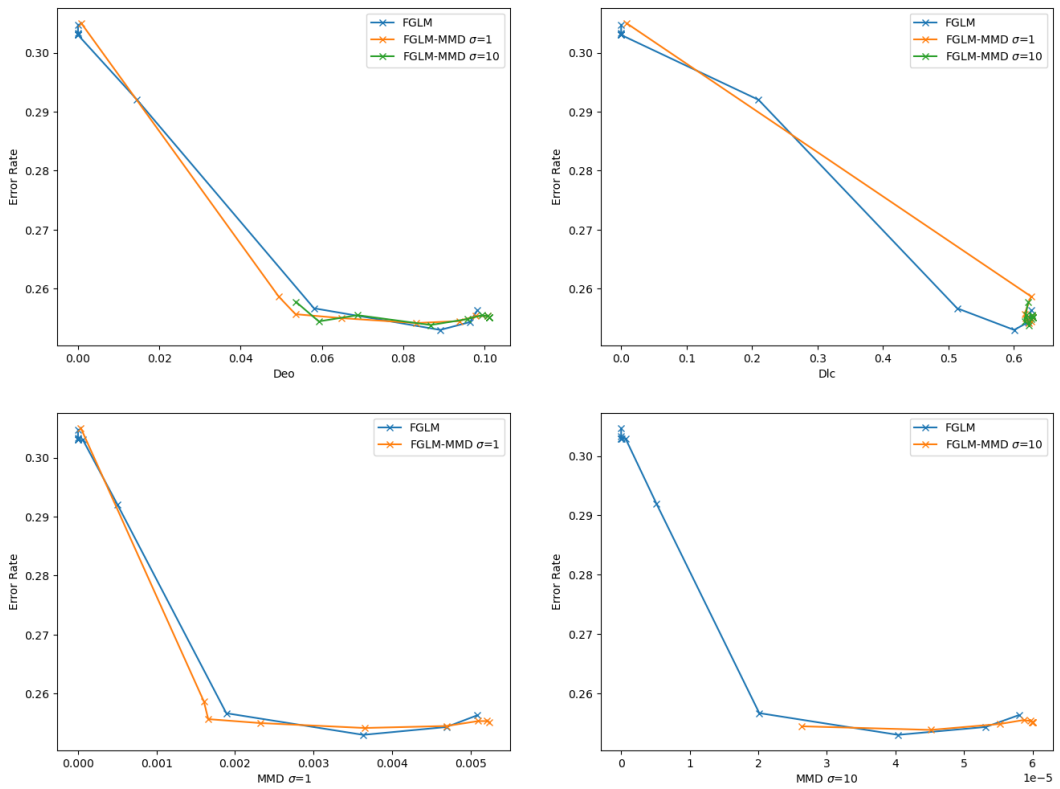 FGLM
FGLM-MMD σ=1
FGLM-MMD σ=10
0.30
0.29
0.28
0.27
0.26
Error Rate
0.00 0.02 0.04 0.06 0.08 0.10
Deo
FGLM
FGLM-MMD σ=1
FGLM-MMD σ=10
0.30
0.29
0.28
0.27
0.26
Error Rate
0.0 0.1 0.2 0.3 0.4 0.5 0.6
Dlc
FGLM
FGLM-MMD σ=1
0.30
0.29
0.28
0.27
0.26
Error Rate
0.000 0.001 0.002 0.003 0.004 0.005
MMD σ=1
FGLM
FGLM-MMD σ=10
0.30
0.29
0.28
0.27
0.26
Error Rate
0 1 2 3 4 5 6
MMD σ=10
1e−5